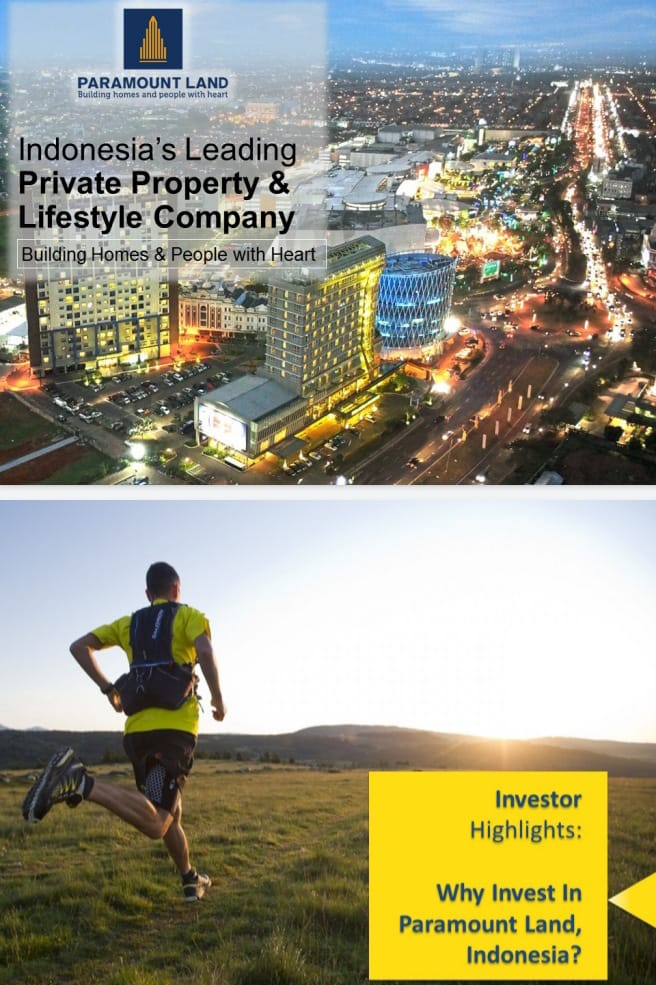 PARAMOUNT LAND
Building homes and people with heart
Indonesia's Leading
Private Property &
Lifestyle Company
Building Homes & People with Heart
Investor
Highlights:
Why Invest In
Paramount Land,
Indonesia?